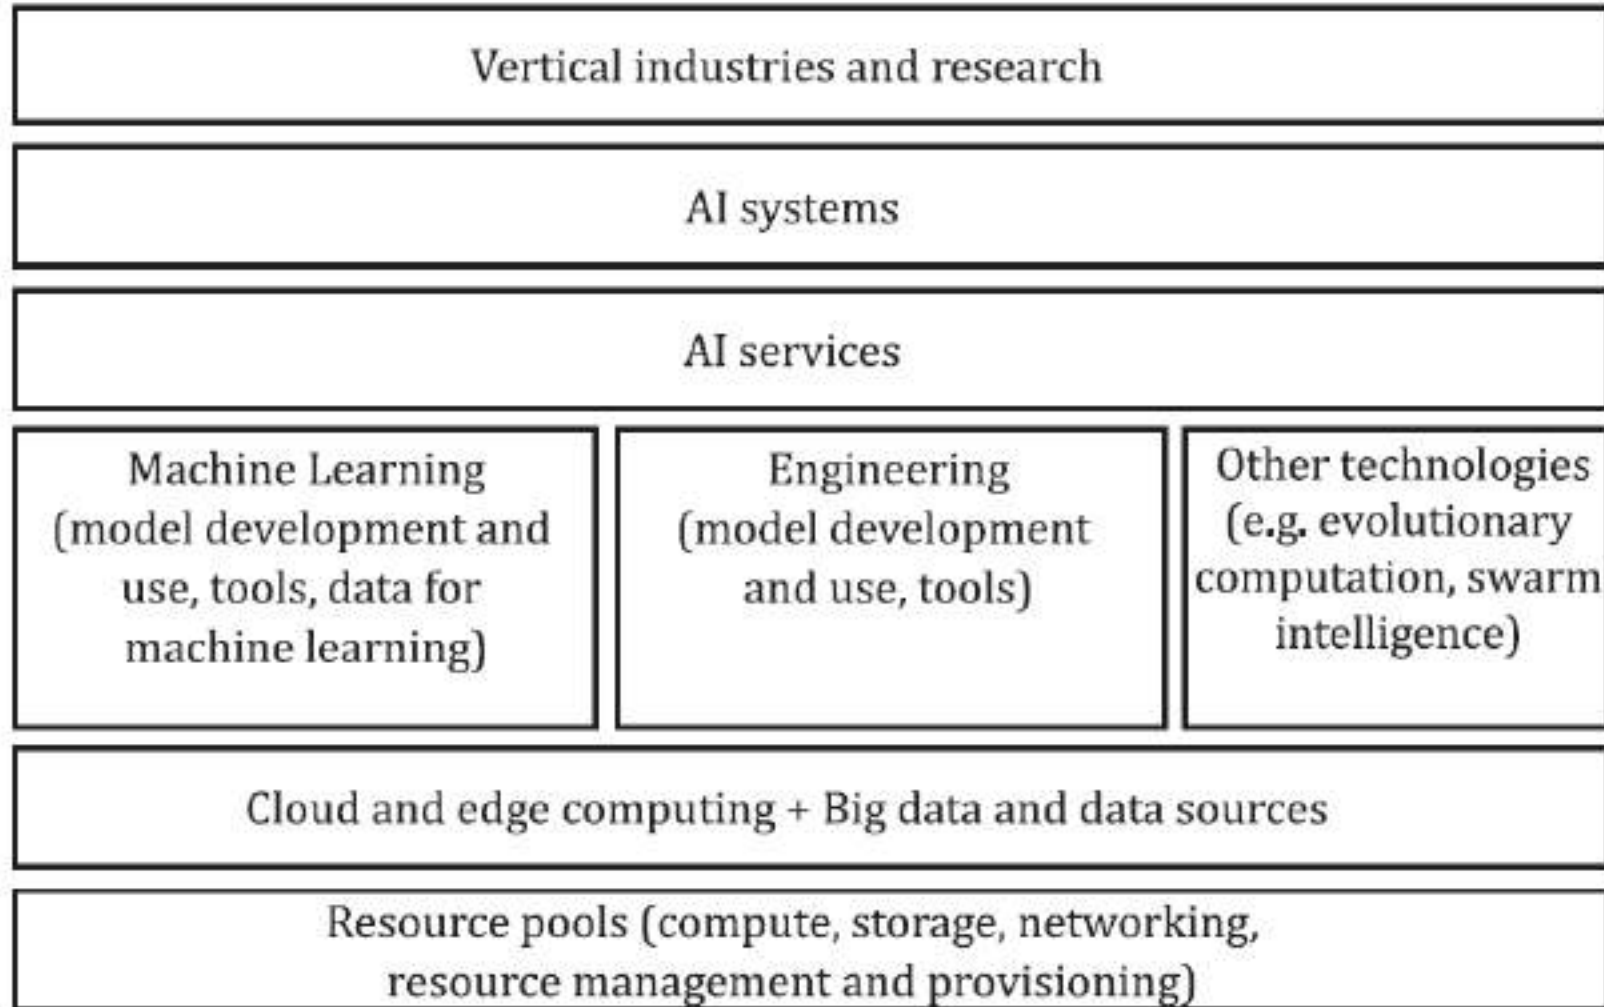 Vertical industries and research
AI systems
AI services
Machine Learning
(model development and
use, tools, data for
machine learning)
Engineering
(model development
and use, tools)
Other technologies
(e.g. evolutionary
computation, swarm
intelligence)
Cloud and edge computing + Big data and data sources
Resource pools (compute, storage, networking,
resource management and provisioning)